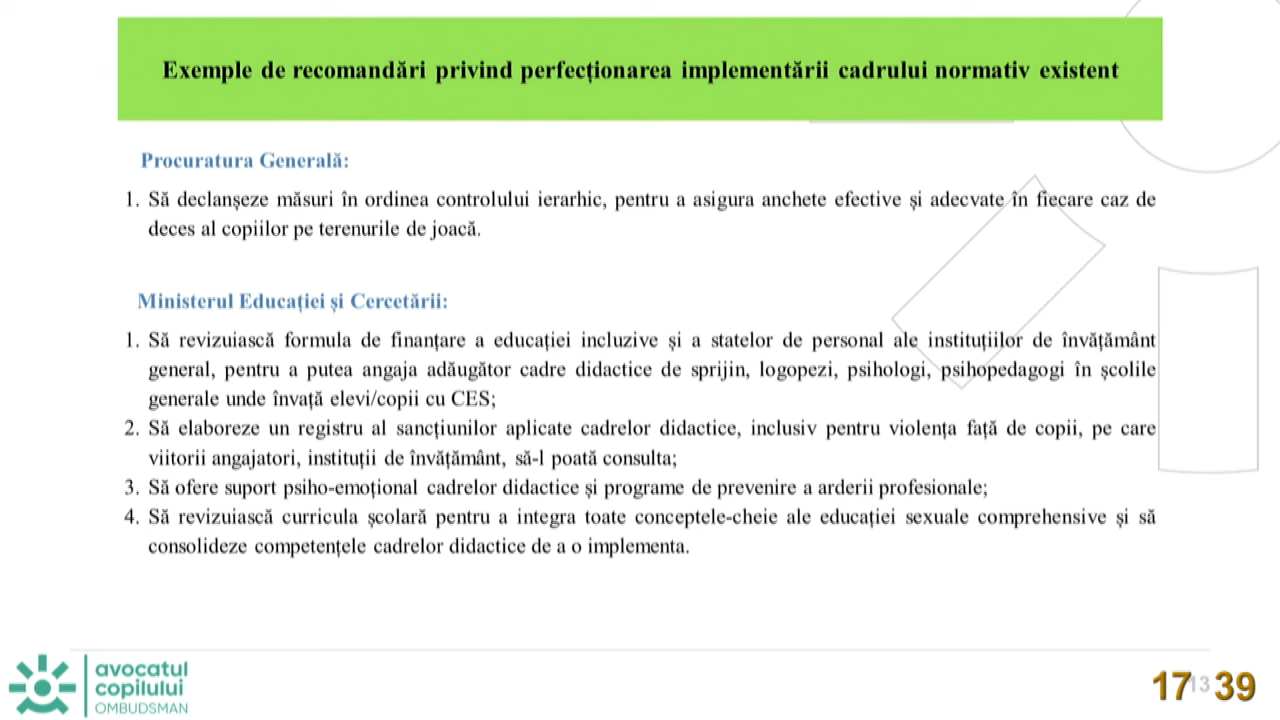 Exemple de recomandări privind perfecționarea implementării cadrului normativ existent
Procuratura Generală:
1. Să declanșeze măsuri în ordinea controlului ierarhic, pentru a asigura anchete efective și adecvate în fiecare caz de
deces al copiilor pe terenurile de joacă.
Ministerul Educației și Cercetării:
1. Să revizuiască formula de finanțare a educației incluzive și a statelor de personal ale instituțiilor de învățământ
general, pentru a putea angaja adăugător cadre didactice de sprijin, logopezi, psihologi, psihopedagogi în școlile
generale unde învață elevi/copii cu CES;
2. Să elaboreze un registru al sancțiunilor aplicate cadrelor didactice, inclusiv pentru violența față de copii, pe care
viitorii angajatori, instituții de învățământ, să-l poată consulta;
3. Să ofere suport psiho-emoțional cadrelor didactice și programe de prevenire a arderii profesionale;
4. Să revizuiască curricula școlară pentru a integra toate conceptele-cheie ale educației sexuale comprehensive și să
consolideze competențele cadrelor didactice de a o implementa.
avocatul
copilului
OMBUDSMAN
17 13 39